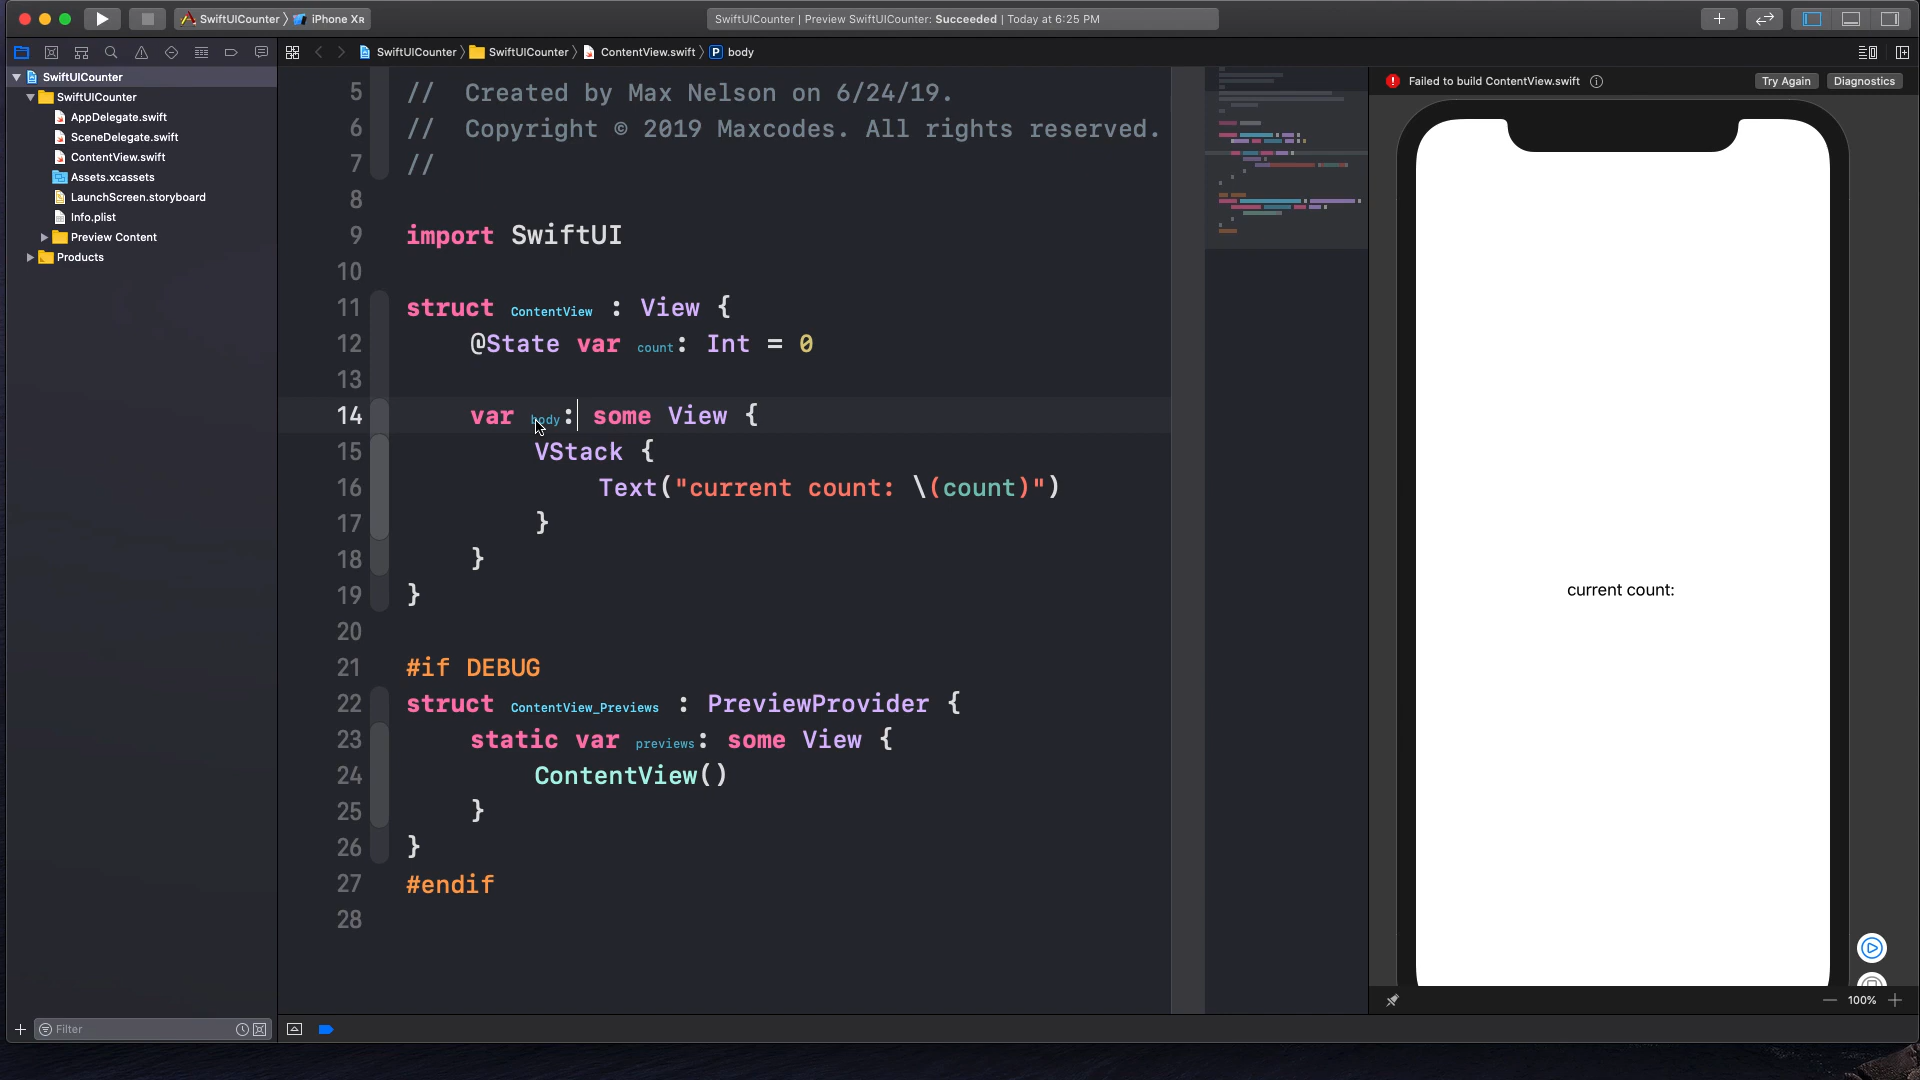 SwiftUICounter 〉 iPhone Xʀ
SwiftUICounter | Preview SwiftUICounter: Succeeded | Today at 6:25 PM
SwiftUICounter 〉 SwiftUICounter 〉 ContentView.swift 〉 P body
SwiftUICounter
SwiftUICounter
AppDelegate.swift
SceneDelegate.swift
ContentView.swift
Assets.xcassets
LaunchScreen.storyboard
Info.plist
Preview Content
Products
Filter
5 //  Created by Max Nelson on 6/24/19.
6 //  Copyright © 2019 Maxcodes. All rights reserved.
7 //
8
9 import SwiftUI
10
11 struct ContentView : View {
12     @State var count: Int = 0
13
14     var body: some View {
15         VStack {
16             Text("current count: \(count)")
17         }
18     }
19 }
20
21 #if DEBUG
22 struct ContentView_Previews : PreviewProvider {
23     static var previews: some View {
24         ContentView()
25     }
26 }
27 #endif
28
Failed to build ContentView.swift
Try Again
Diagnostics
current count:
100%